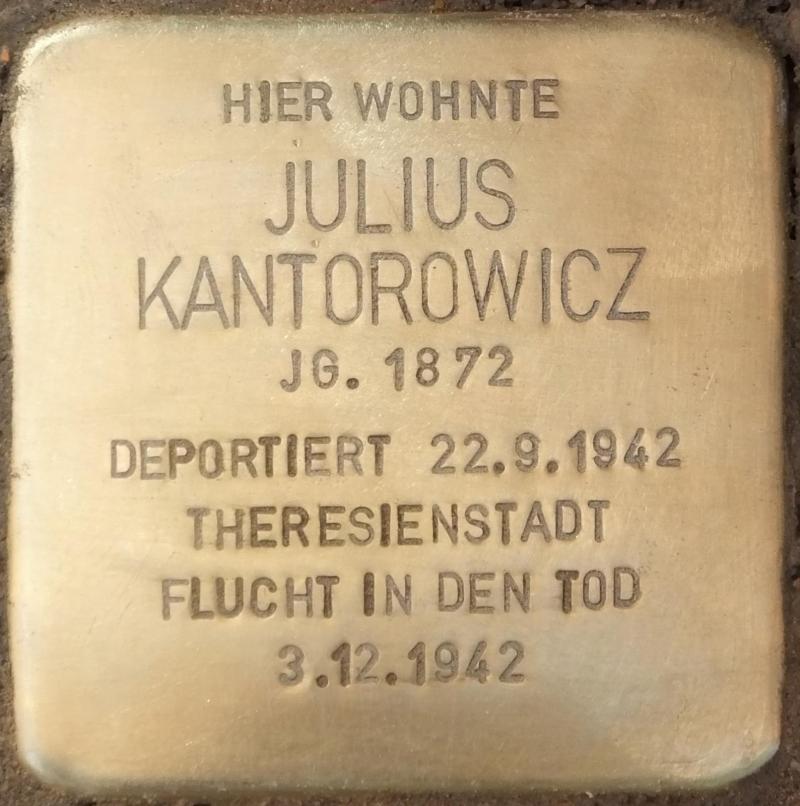 HIER WOHNTE
JULIUS
KANTOROWICZ
JG. 1872
DEPORTIERT 22.9.1942
THERESIENSTADT
FLUCHT IN DEN TOD
3.12.1942